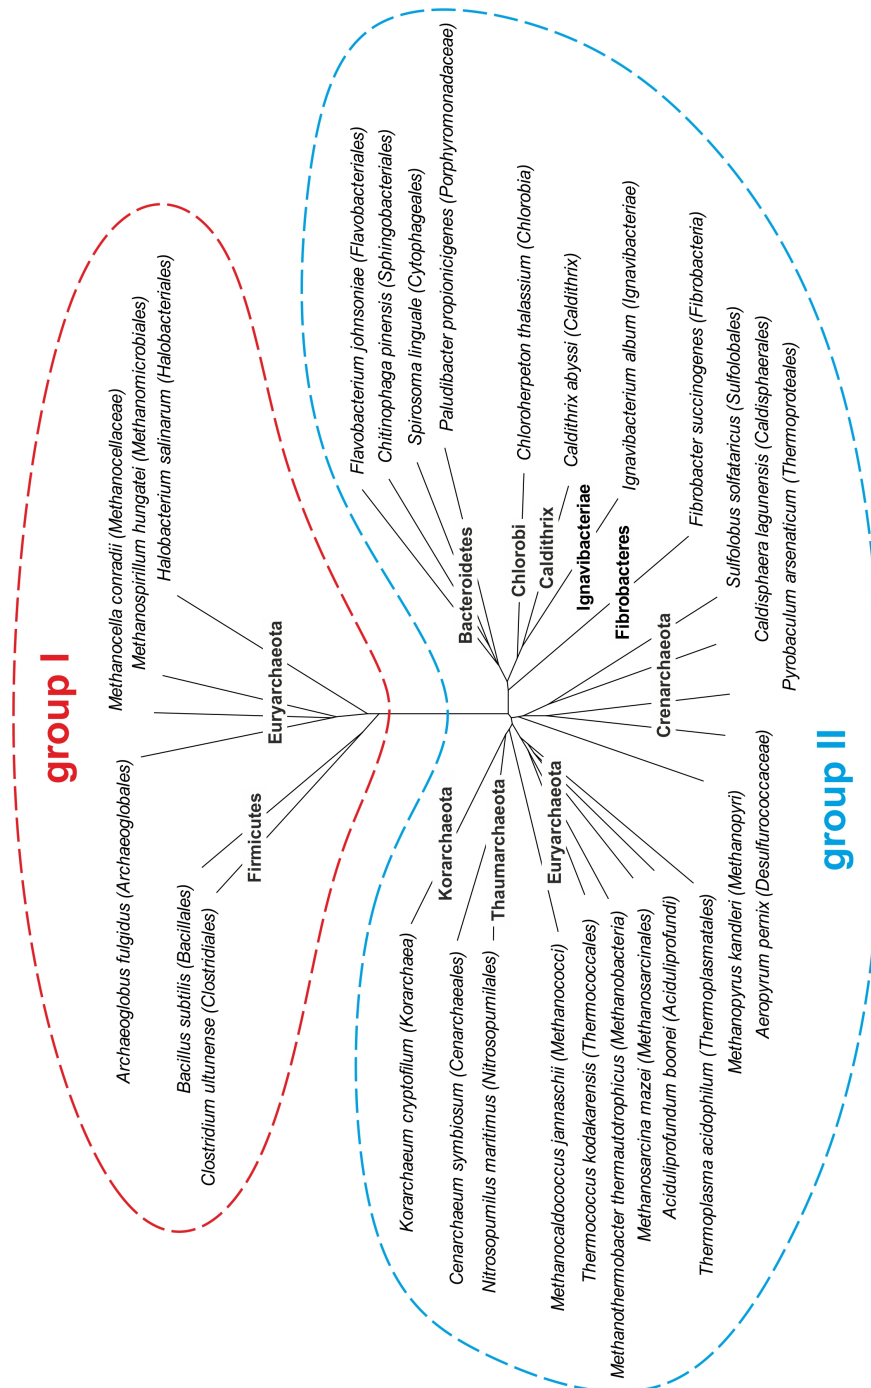 group I
Methanocella conradii (Methanocellaceae)
Methanospirillum hungatei (Methanomicrobiales)
Halobacterium salinarum (Halobacteriales)
Euryarchaeota
Archaeoglobus fulgidus (Archaeoglobales)
Bacillus subtilis (Bacillales)
Clostridium ultunense (Clostridiales)
Firmicutes
Flavobacterium johnsoniae (Flavobacteriales)
Chitinophaga pinensis (Sphingobacteriales)
Spirosoma linguale (Cytophageales)
Paludibacter propionicigenes (Porphyromonadaceae)
Bacteroidetes
Chloroherpeton thalassium (Chlorobia)
Chlorobi
Caldithrix abyssi (Caldithrix)
Caldithrix
Ignavibacterium album (Ignavibacteriae)
Ignavibacteriae
Fibrobacter succinogenes (Fibrobacteria)
Fibrobacteres
Sulfolobus solfataricus (Sulfolobales)
Caldisphaera lagunensis (Caldisphaerales)
Pyrobaculum arsenaticum (Thermoproteales)
Crenarchaeota
Korarchaeota
Korarchaeum cryptofilum (Korarchaea)
Cenarchaeum symbiosum (Cenarchaeales)
Nitrosopumilus maritimus (Nitrosopumilales)
Thaumarchaeota
Methanocaldococcus jannaschii (Methanococci)
Euryarchaeota
Thermococcus kodakarensis (Thermococcales)
Methanothermobacter thermautotrophicus (Methanobacteria)
Methanosarcina mazei (Methanosarcinales)
Aciduliprofundum boonei (Aciduliprofundi)
Thermoplasma acidophilum (Thermoplasmatales)
Methanopyrus kandleri (Methanopyri)
Aeropyrum pernix (Desulfurococcaceae)
group II